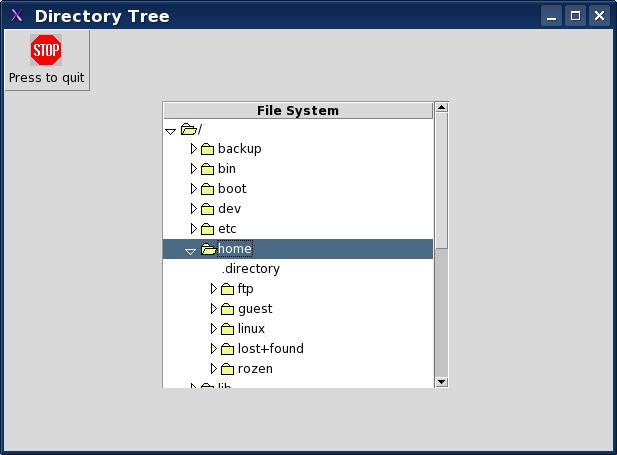 Directory Tree
STOP
Press to quit
File System
/
backup
bin
boot
dev
etc
home
.directory
ftp
guest
linux
lost+found
rozen
lib